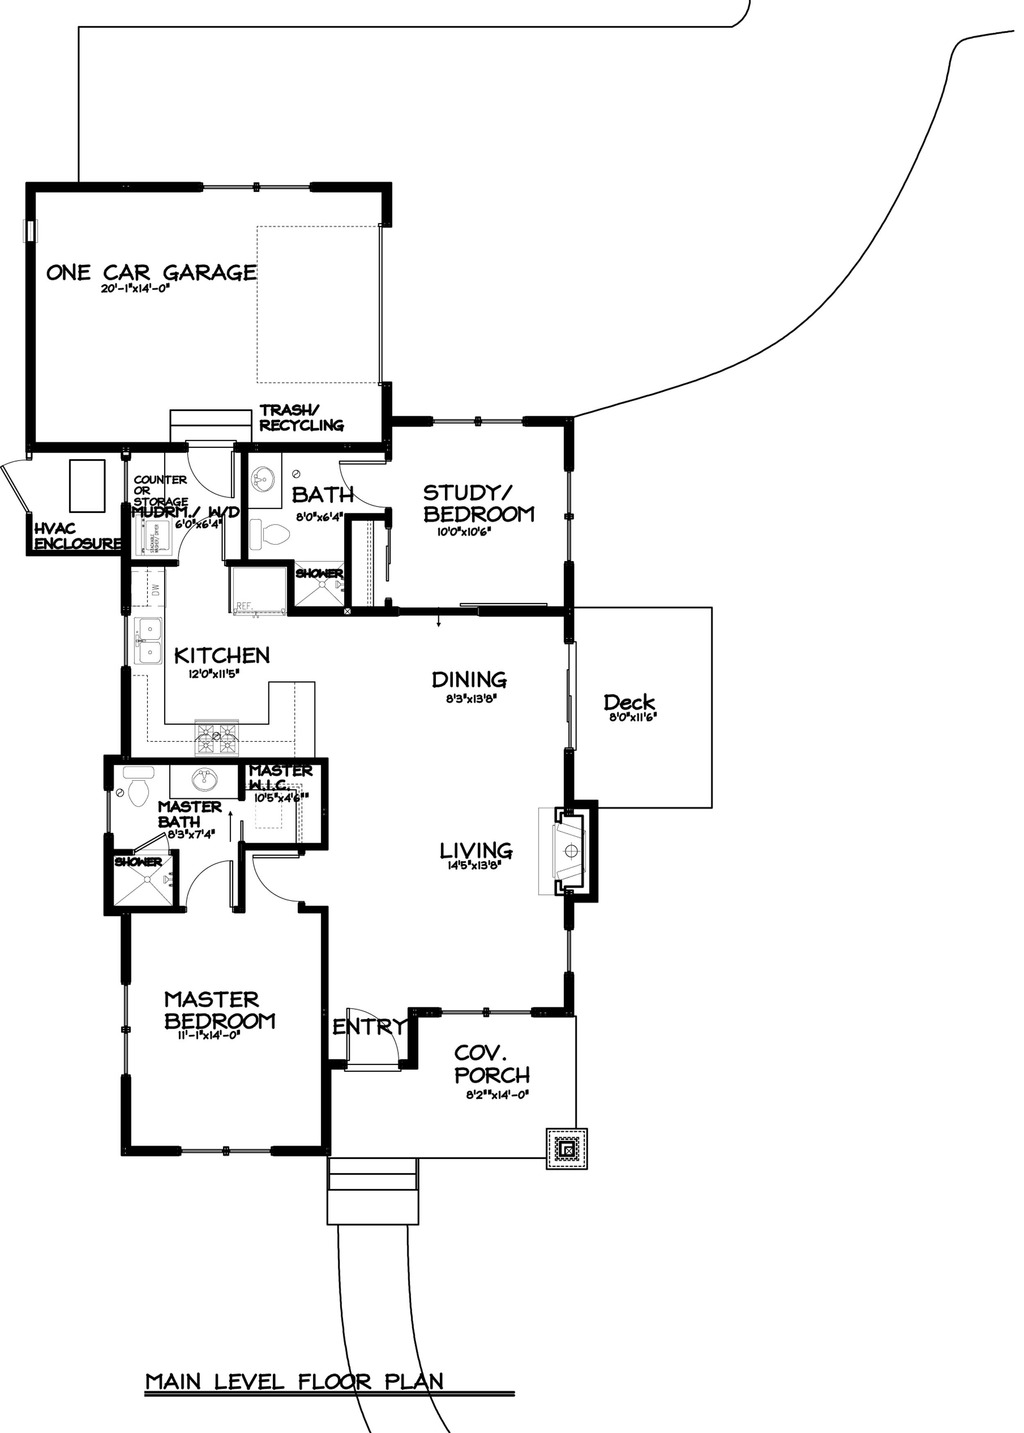 ONE CAR GARAGE
20'-1"x14'-0"
TRASH/
RECYCLING
COUNTER
OR
STORAGE
MUDRM./ W/D
6'0"x6'4"
STACKABLE
WASHER/DRYER
HVAC
ENCLOSURE
BATH
8'0"x6'4"
SHOWER
STUDY/
BEDROOM
10'0"x10'6"
DW
REF.
KITCHEN
12'0"x11'5"
DINING
8'3"x13'8"
Deck
8'0"x11'6"
MASTER
W.I.C.
10'5"x4'6"
MASTER
BATH
8'3"x7'4"
SHOWER
LIVING
14'5"x13'8"
MASTER
BEDROOM
11'-1"x14'-0"
ENTRY
COV.
PORCH
8'2""x14'-0"
MAIN LEVEL FLOOR PLAN